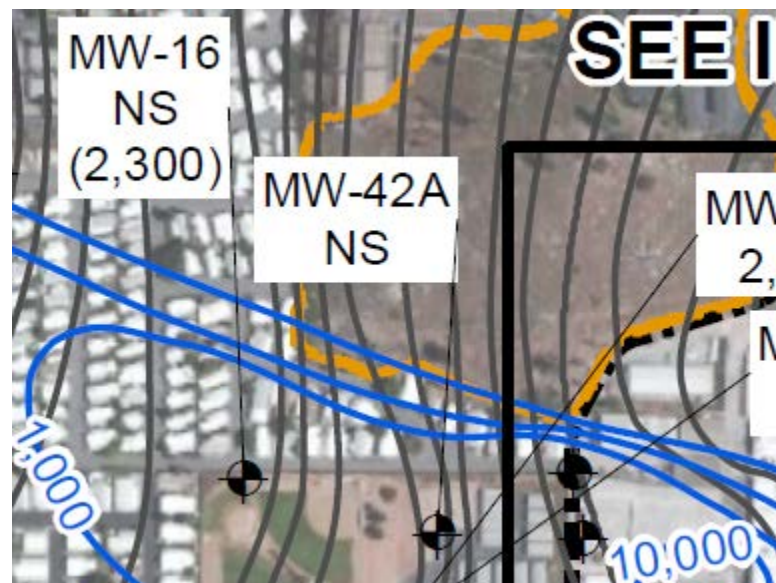 SEE I
MW-16
NS
(2,300)
MW-42A
NS
MW
2,
M
1,000
10,000